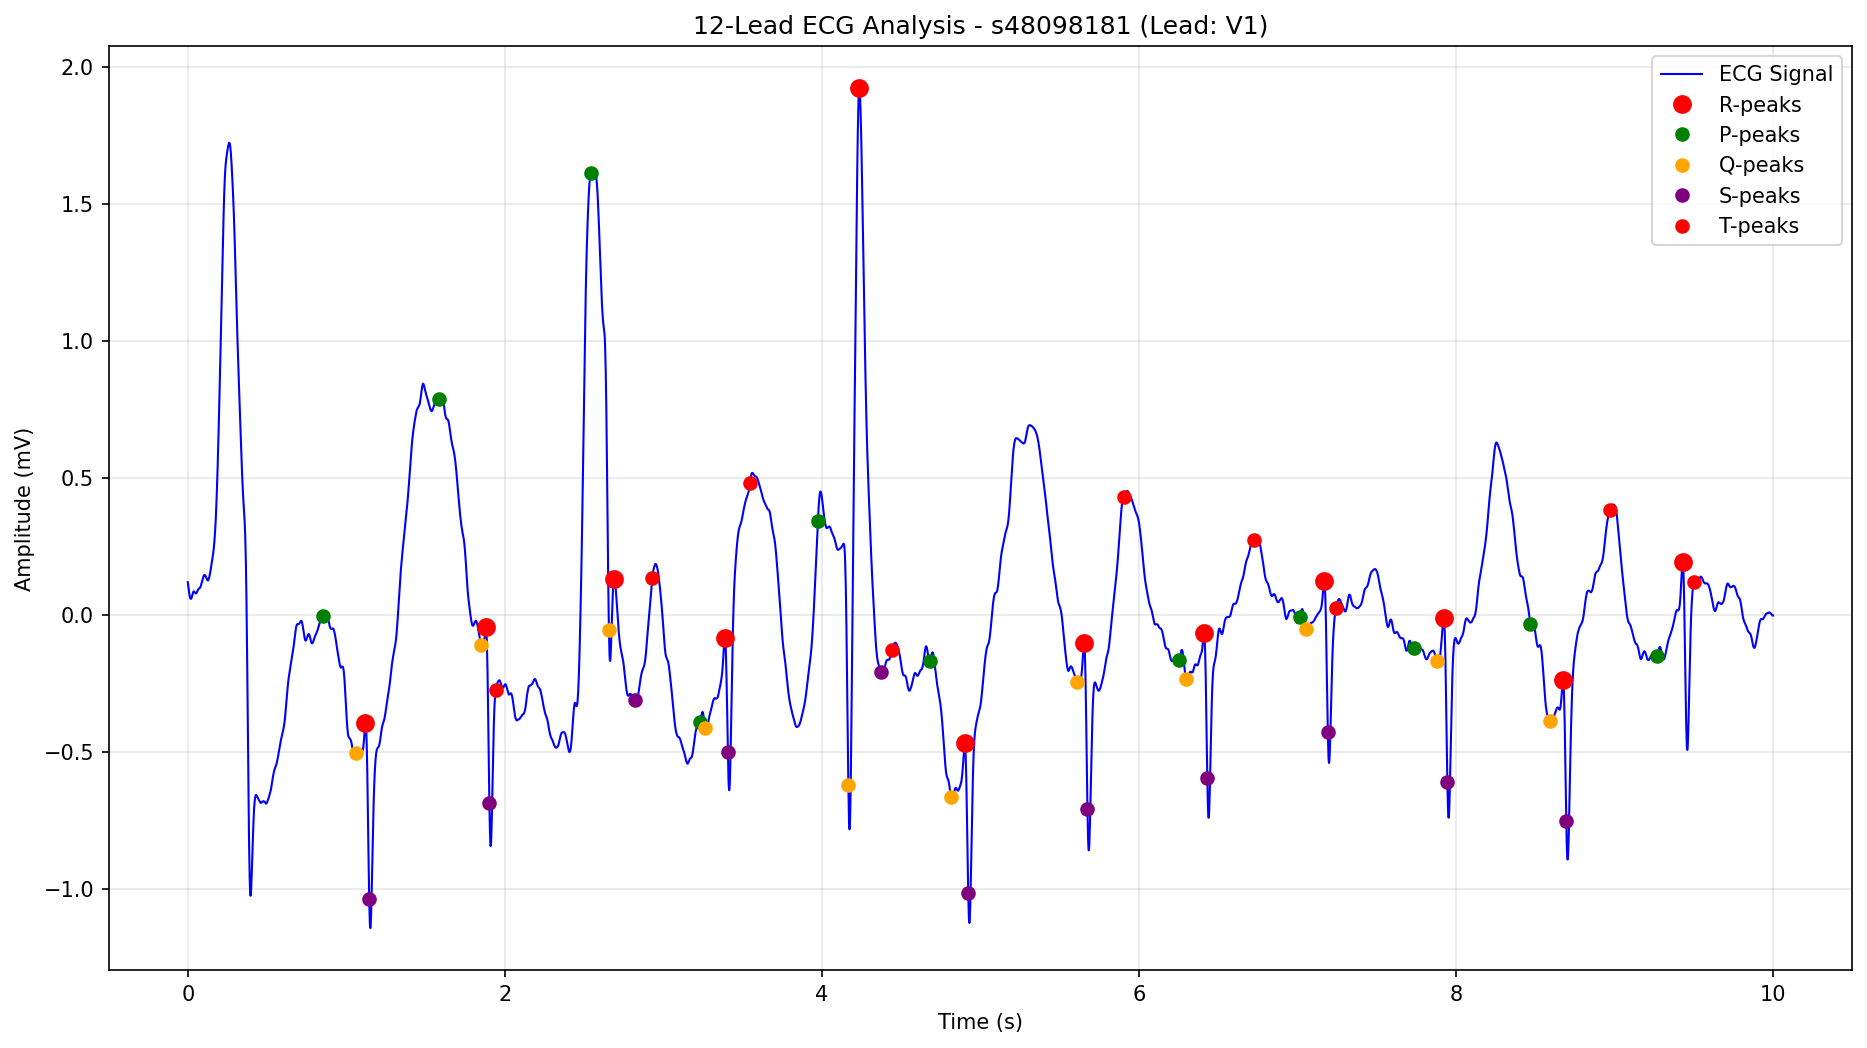 12-Lead ECG Analysis - s48098181 (Lead: V1)
ECG Signal
R-peaks
P-peaks
Q-peaks
S-peaks
T-peaks
Amplitude (mV)
2.0
1.5
1.0
0.5
0.0
−0.5
−1.0
0 2 4 6 8 10
Time (s)